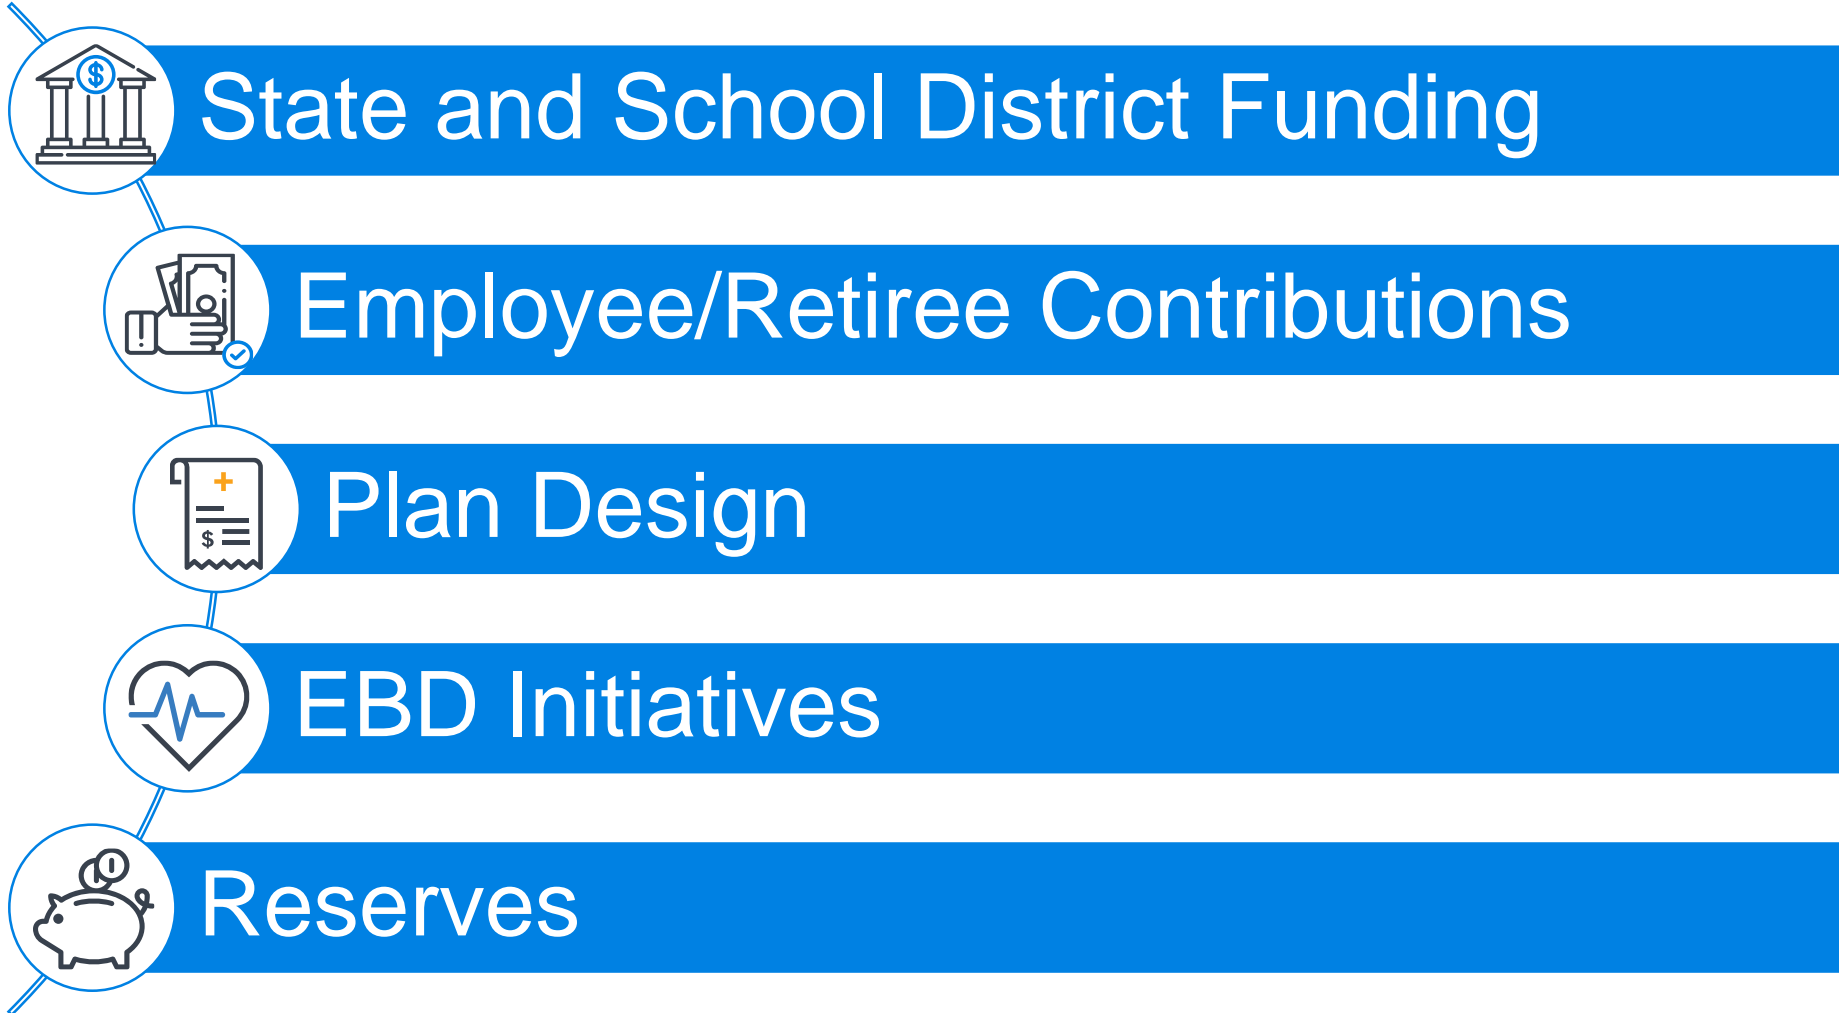 State and School District Funding
Employee/Retiree Contributions
Plan Design
EBD Initiatives
Reserves